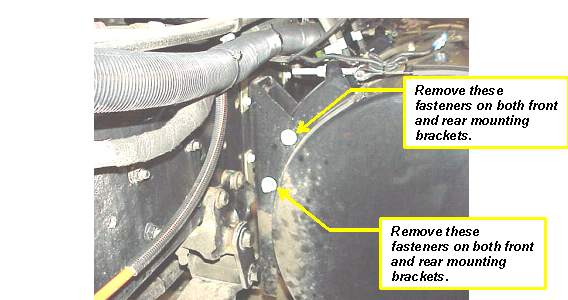 Remove these
fasteners on both front
and rear mounting
brackets.
Remove these
fasteners on both front
and rear mounting
brackets.